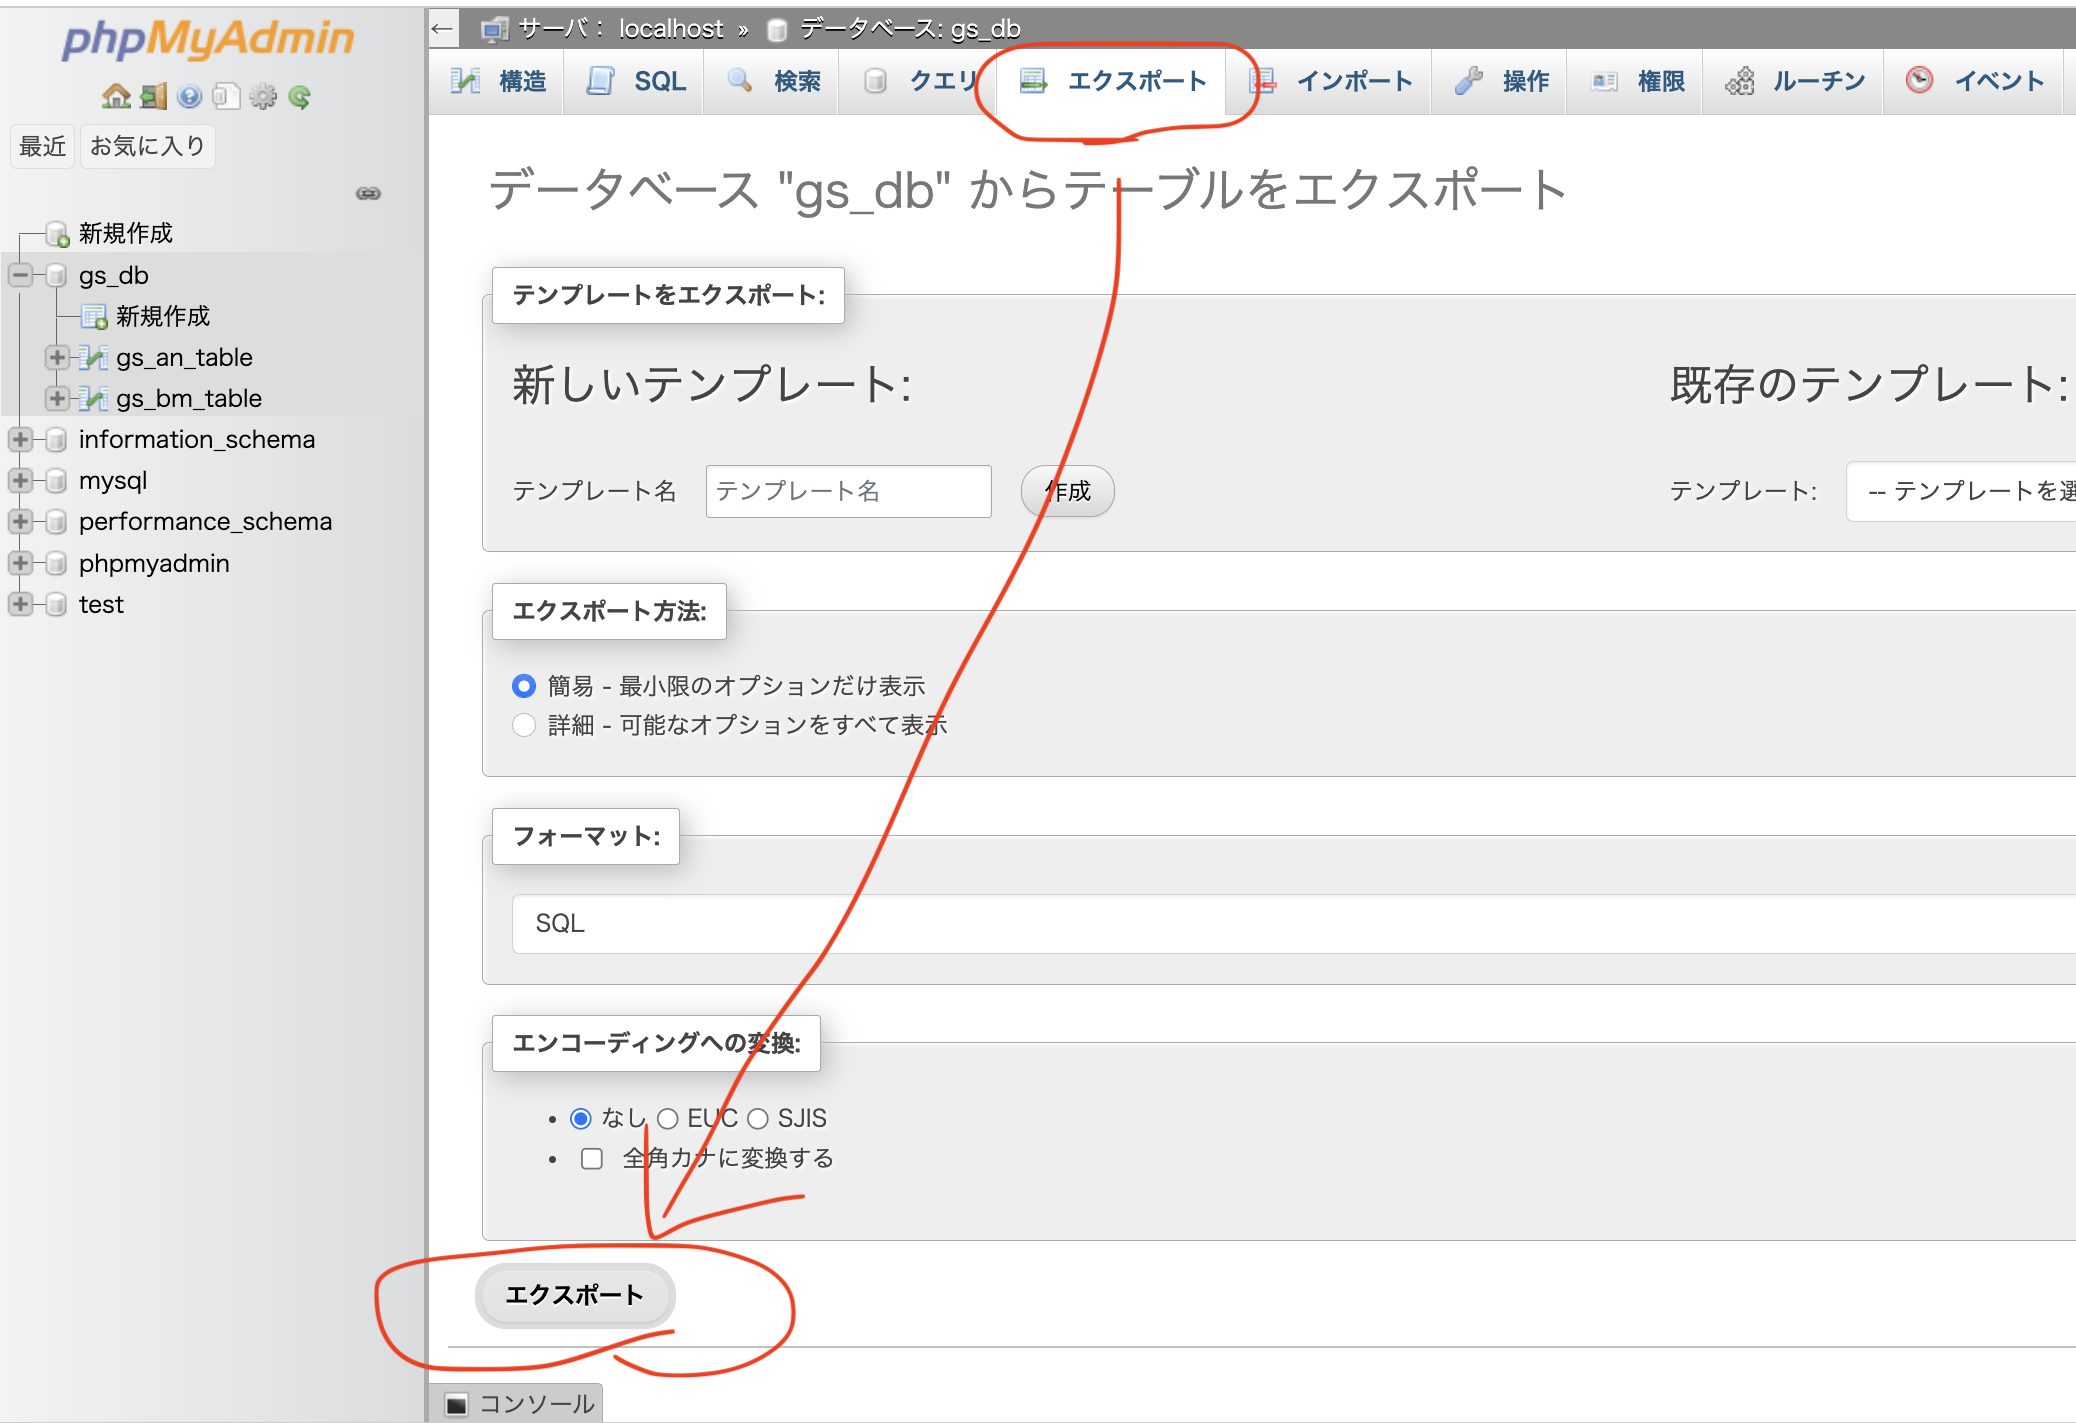 phpMyAdmin
最近 お気に入り
新規作成
gs_db
新規作成
gs_an_table
gs_bm_table
information_schema
mysql
performance_schema
phpmyadmin
test
← サーバ： localhost » データベース: gs_db
構造 SQL 検索 クエリ エクスポート インポート 操作 権限 ルーチン イベント
データベース "gs_db" からテーブルをエクスポート
テンプレートをエクスポート:
新しいテンプレート:
テンプレート名 テンプレート名 作成
既存のテンプレート:
テンプレート: -- テンプレートを選
エクスポート方法:
簡易 - 最小限のオプションだけ表示
詳細 - 可能なオプションをすべて表示
フォーマット:
SQL
エンコーディングへの変換:
• なし EUC SJIS
• 全角カナに変換する
エクスポート
コンソール